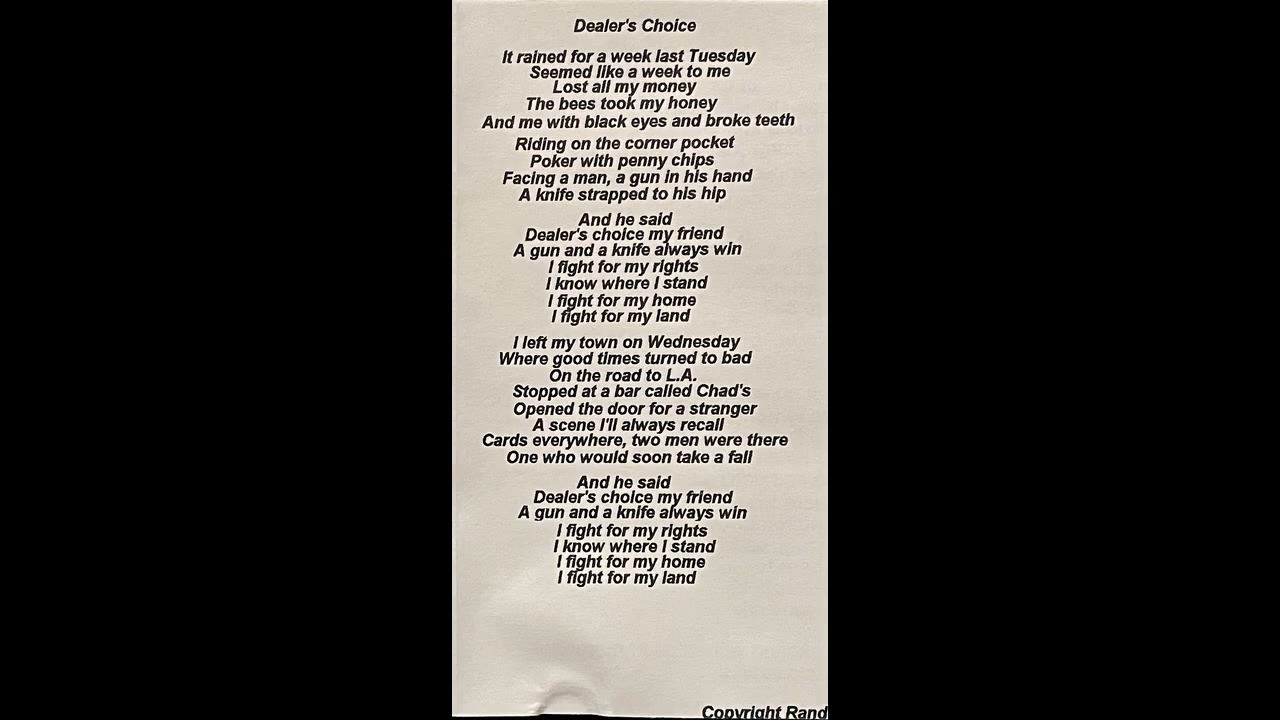 Dealer's Choice
It rained for a week last Tuesday
Seemed like a week to me
Lost all my money
The bees took my honey
And me with black eyes and broke teeth
Riding on the corner pocket
Poker with penny chips
Facing a man, a gun in his hand
A knife strapped to his hip
And he said
Dealer's choice my friend
A gun and a knife always win
I fight for my rights
I know where I stand
I fight for my home
I fight for my land
I left my town on Wednesday
Where good times turned to bad
On the road to L.A.
Stopped at a bar called Chad's
Opened the door for a stranger
A scene I'll always recall
Cards everywhere, two men were there
One who would soon take a fall
And he said
Dealer's choice my friend
A gun and a knife always win
I fight for my rights
I know where I stand
I fight for my home
I fight for my land
Copyright Rand